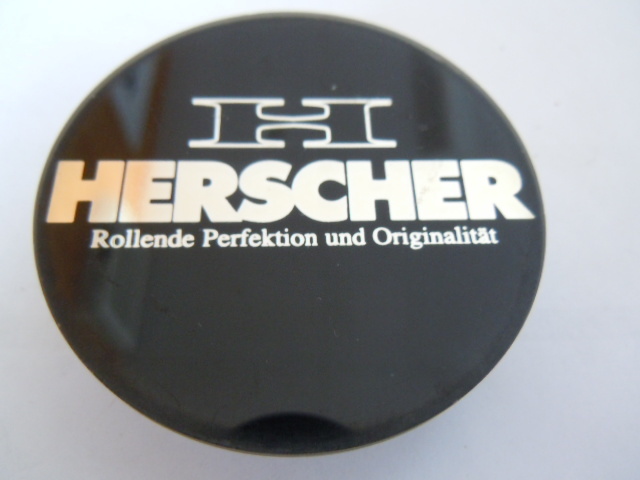 H
HERSCHER
Rollende Perfektion und Originalität